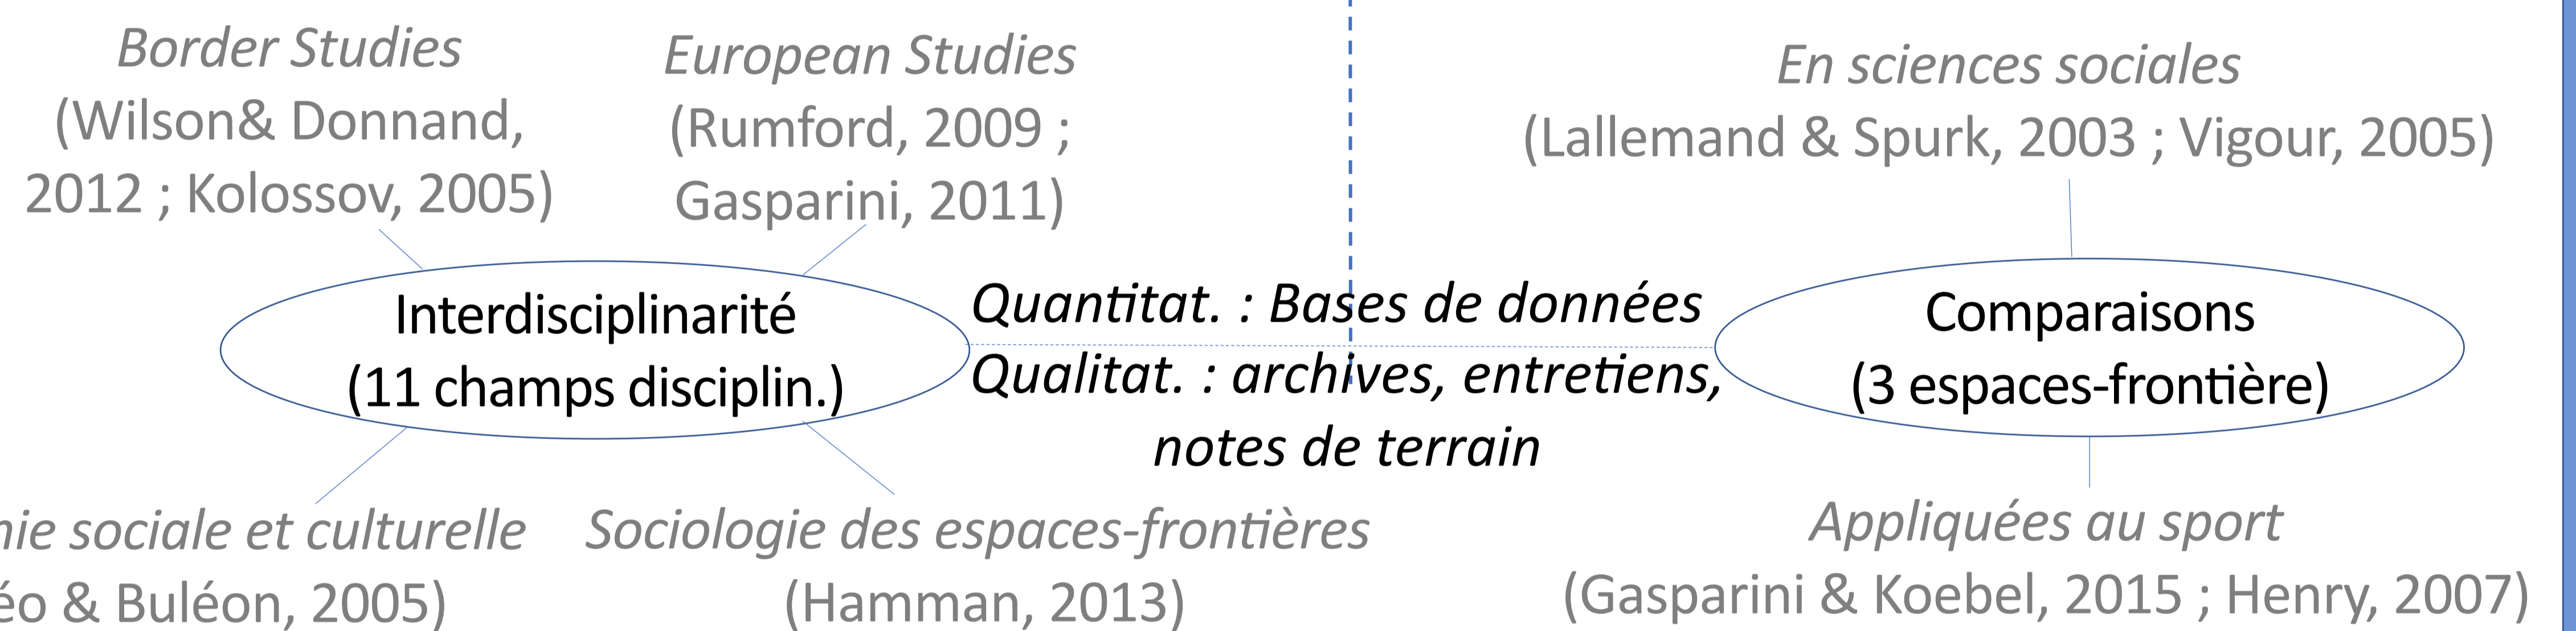 Border Studies
(Wilson& Donnand,
2012 ; Kolossov, 2005)
European Studies
(Rumford, 2009 ;
Gasparini, 2011)
En sciences sociales
(Lallemand & Spurk, 2003 ; Vigour, 2005)
Interdisciplinarité
(11 champs disciplin.)
Quantitat. : Bases de données
Qualitat. : archives, entretiens,
notes de terrain
Comparaisons
(3 espaces-frontière)
sociale et culturelle
& Buléon, 2005)
Sociologie des espaces-frontières
(Hamman, 2013)
Appliquées au sport
(Gasparini & Koebel, 2015 ; Henry, 2007)